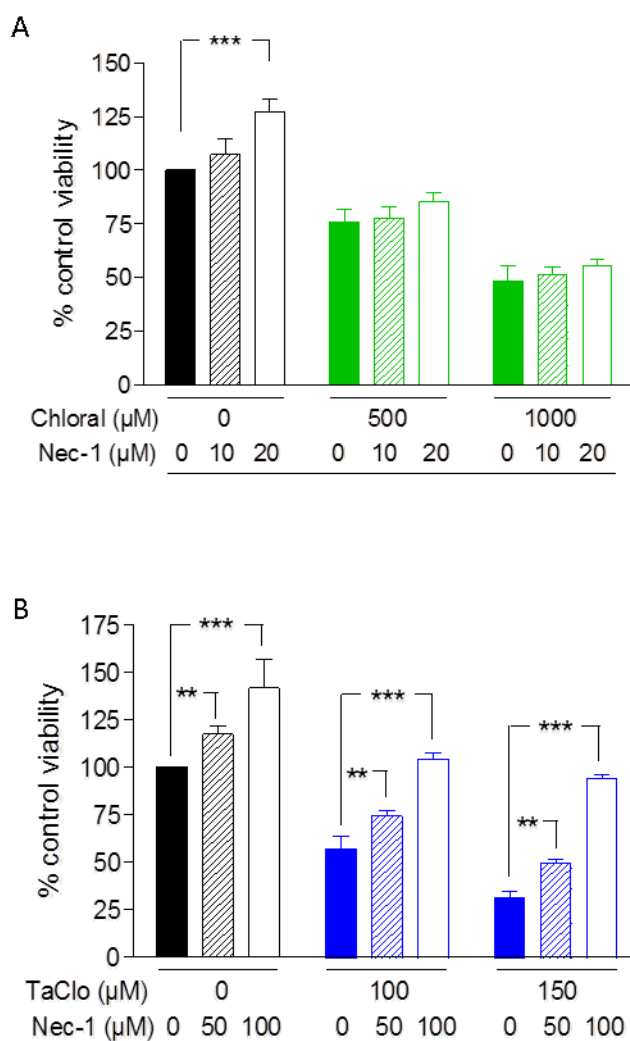 A
***
150
125
100
75
50
25
0
% control viability
Chloral (µM) 0 500 1000
Nec-1 (µM) 0 10 20 0 10 20 0 10 20
B
175
150
125
100
75
50
25
0
% control viability
*** ** *** ** *** **
TaClo (µM) 0 100 150
Nec-1 (µM) 0 50 100 0 50 100 0 50 100